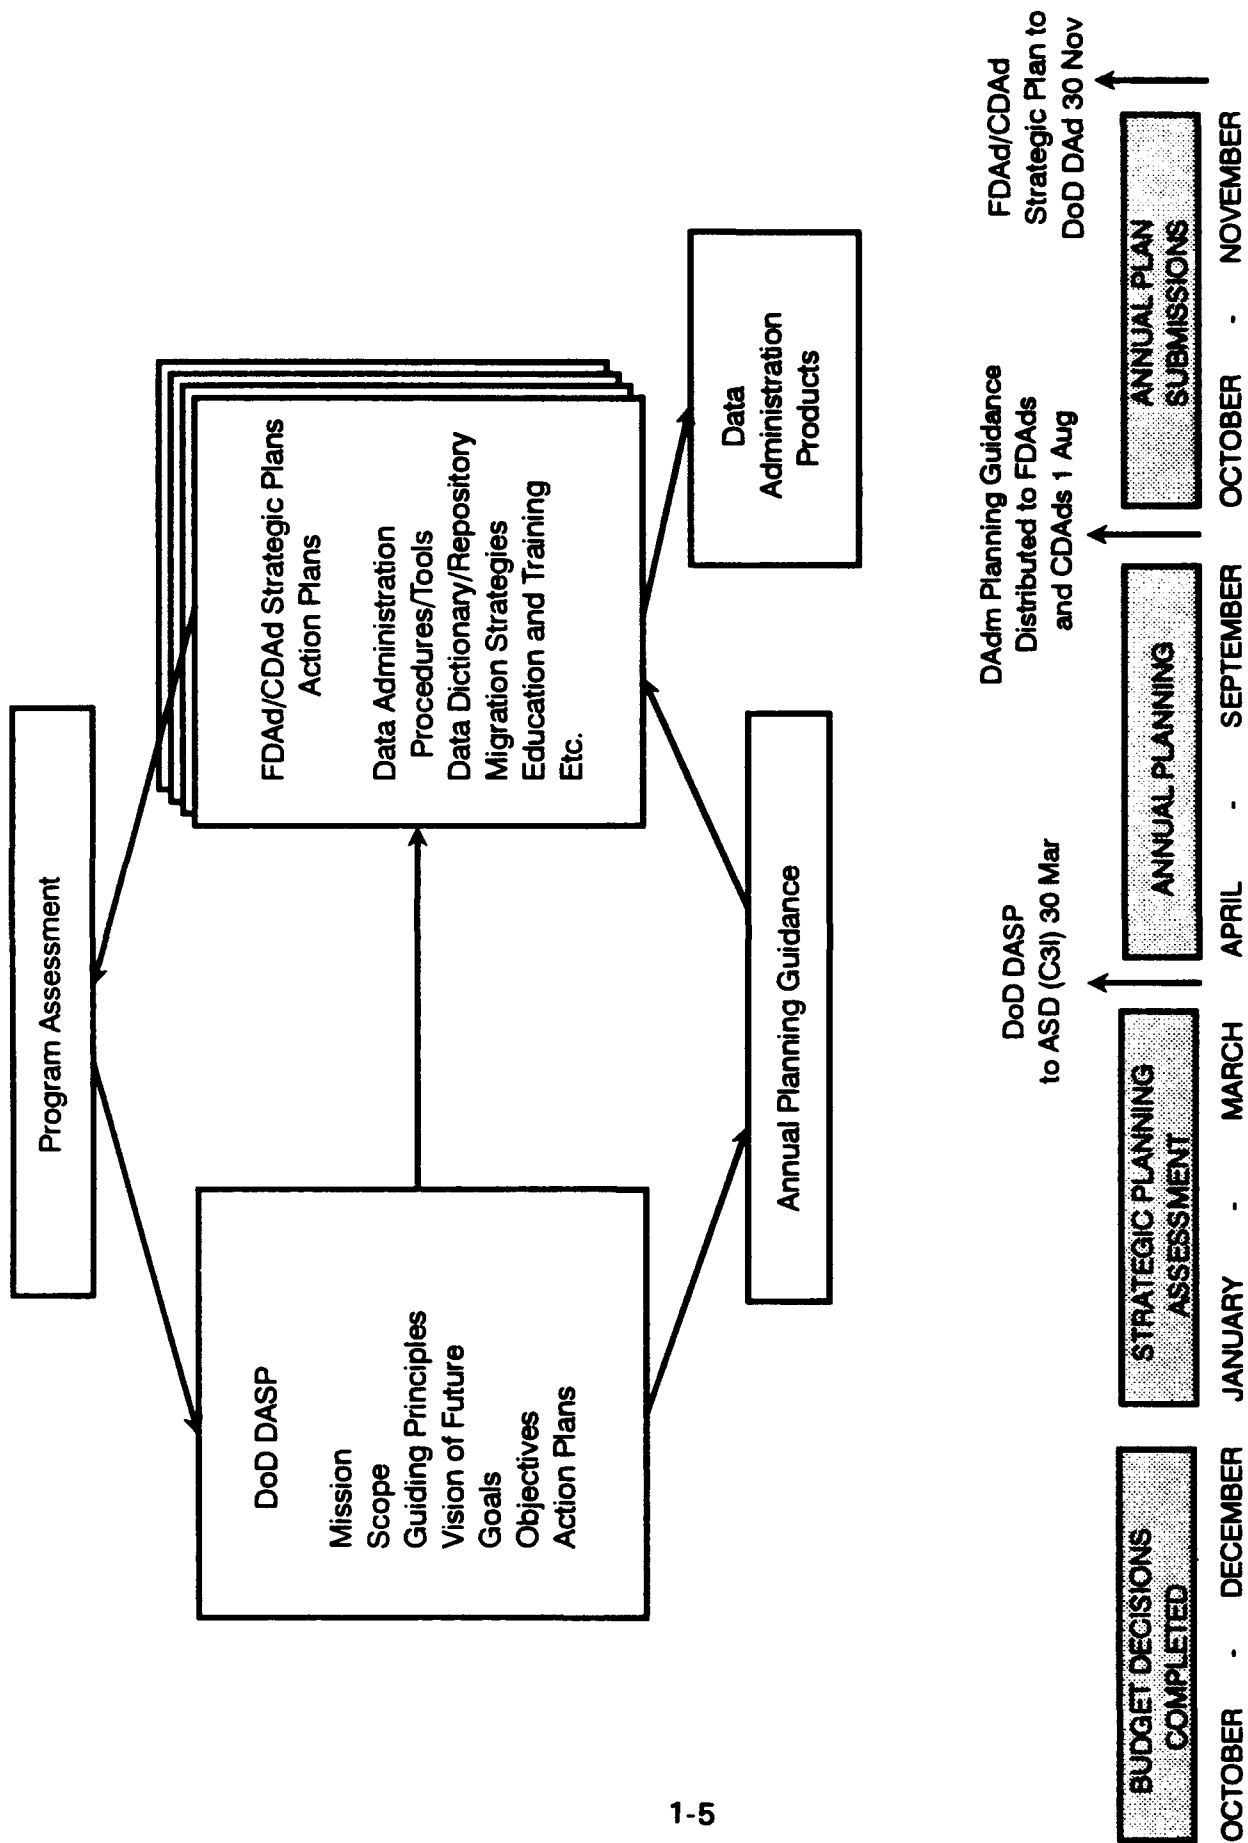 Program Assessment
DoD DASP
Mission
Scope
Guiding Principles
Vision of Future
Goals
Objectives
Action Plans
FDAd/CDAd Strategic Plans
Action Plans
Data Administration
Procedures/Tools
Data Dictionary/Repository
Migration Strategies
Education and Training
Etc.
Annual Planning Guidance
Data
Administration
Products
DoD DASP
to ASD (C3I) 30 Mar
DAdm Planning Guidance
Distributed to FDAds
and CDAds 1 Aug
FDAd/CDAd
Strategic Plan to
DoD DAd 30 Nov
BUDGET DECISIONS
COMPLETED
STRATEGIC PLANNING
ASSESSMENT
ANNUAL PLANNING
ANNUAL PLAN
SUBMISSIONS
OCTOBER - DECEMBER
JANUARY - MARCH
APRIL - SEPTEMBER
OCTOBER - NOVEMBER
1-5